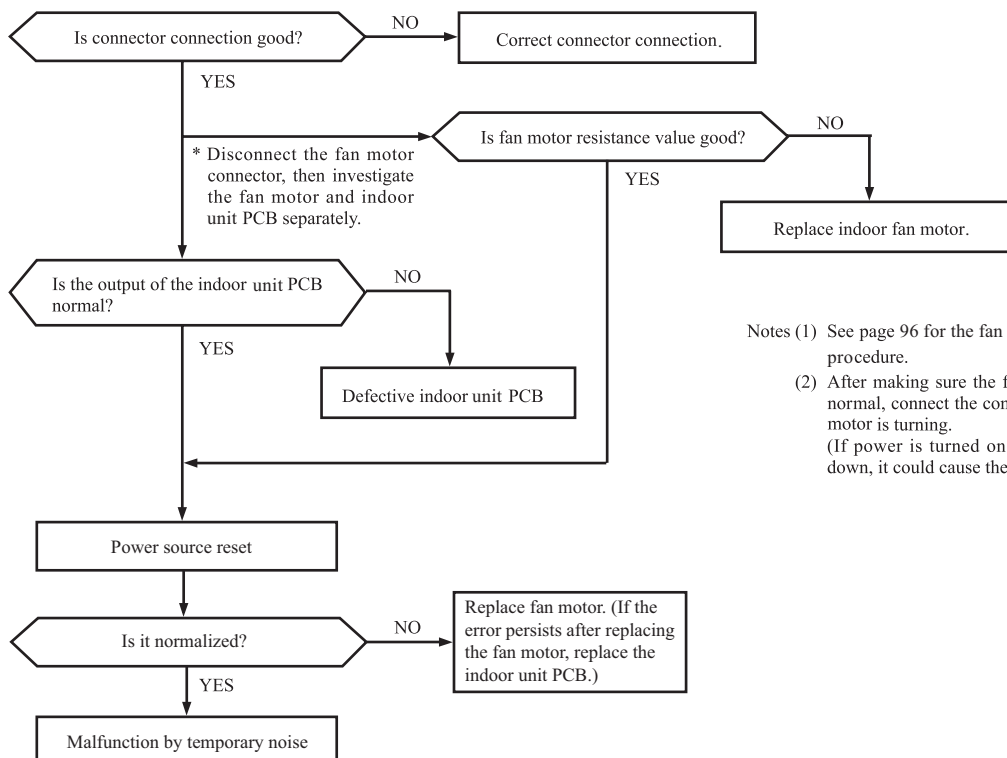 Is connector connection good?
NO
Correct connector connection.
YES
* Disconnect the fan motor
connector, then investigate
the fan motor and indoor
unit PCB separately.
Is fan motor resistance value good?
NO
YES
Replace indoor fan motor.
Is the output of the indoor unit PCB
normal?
NO
YES
Defective indoor unit PCB
Notes (1) See page 96 for the fan
procedure.
(2) After making sure the
normal, connect the
motor is turning.
(If power is turned on
down, it could cause the
Power source reset
Is it normalized?
NO
Replace fan motor. (If the
error persists after replacing
the fan motor, replace the
indoor unit PCB.)
YES
Malfunction by temporary noise